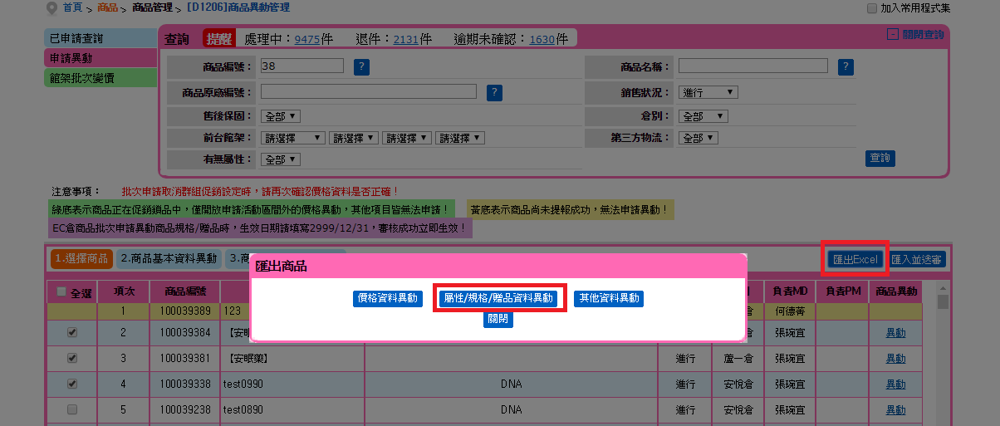 首頁 > 商品 > 商品管理 > [D1206]商品異動管理
加入常用程式集
已申請查詢
申請異動
館架批次變價
查詢 提醒 處理中：9475件 退件：2131件 逾期未確認：1630件
關閉查詢
商品編號： 38 ? 商品名稱： ?
商品原廠編號： ? 銷售狀況： 進行
售後保固： 全部 倉別： 全部
前台館架： 請選擇 請選擇 請選擇 請選擇 第三方物流： 全部
有無屬性： 全部 查詢
注意事項： 批次申請取消群組促銷設定時，請再次確認價格資料是否正確！
綠底表示商品正在促銷鎖品中，僅開放申請活動區間外的價格異動，其他項目皆無法申請！ 黃底表示商品尚未提報成功，無法申請異動！
EC倉商品批次申請異動商品規格/贈品時，生效日期請填寫2999/12/31，審核成功立即生效！
1.選擇商品 2.商品基本資料異動 3.商
匯出Excel 匯入並送審
匯出商品
價格資料異動 屬性/規格/贈品資料異動 其他資料異動
關閉
全選 項次 商品編號 負責MD 負責PM 商品異動
1 100039389 123 倉
2 100039384 【安眠 倉 張琬宜 異動
3 100039381 【安眠藥】 進行 蘆一倉 張琬宜 異動
4 100039338 test0990 DNA 進行 安悅倉 張琬宜 異動
5 100039238 test0890 DNA 進行 安悅倉 張琬宜 異動